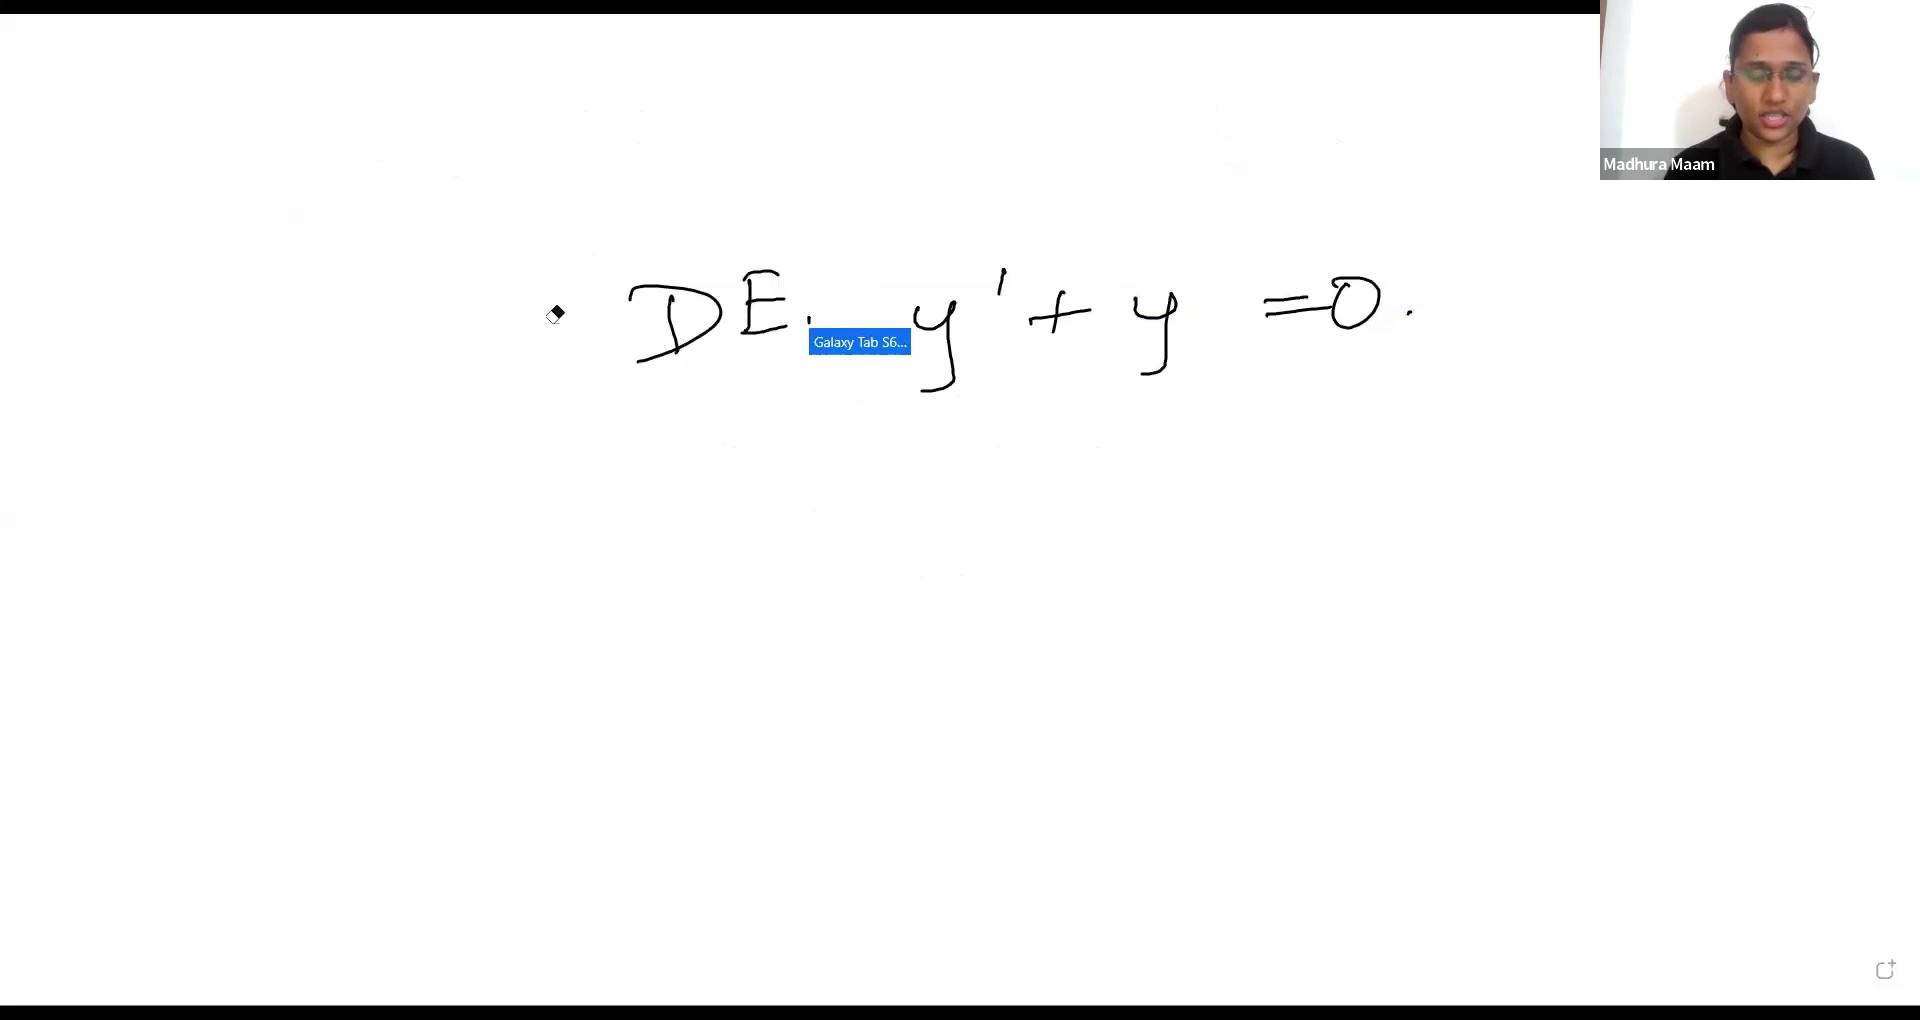 Madhura Maam
DE. y' + y = 0.
Galaxy Tab S6...